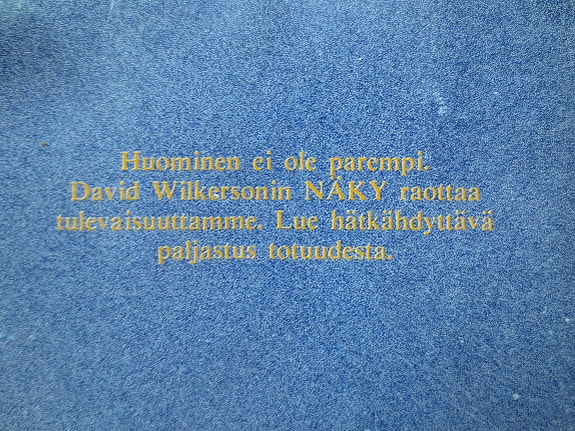 Huominen ei ole parempi.
David Wilkersonin NÄKY raottaa
tulevaisuuttamme. Lue hätkähdyttävä
paljastus totuudesta.